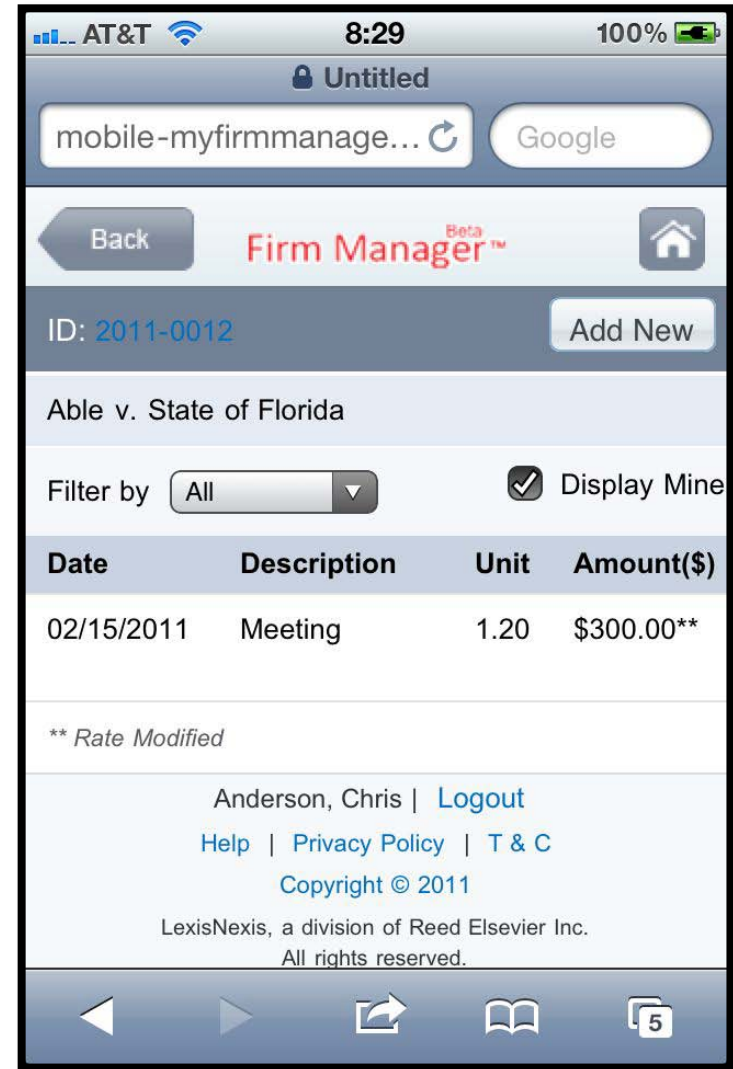 AT&T 8:29 100%
Untitled
mobile-myfirmmanage... Google
Back Firm Manager Beta ™
ID: 2011-0012 Add New
Able v. State of Florida
Filter by All Display Mine
Date Description Unit Amount($)
02/15/2011 Meeting 1.20 $300.00**
** Rate Modified
Anderson, Chris | Logout
Help | Privacy Policy | T & C
Copyright © 2011
LexisNexis, a division of Reed Elsevier Inc.
All rights reserved.
5